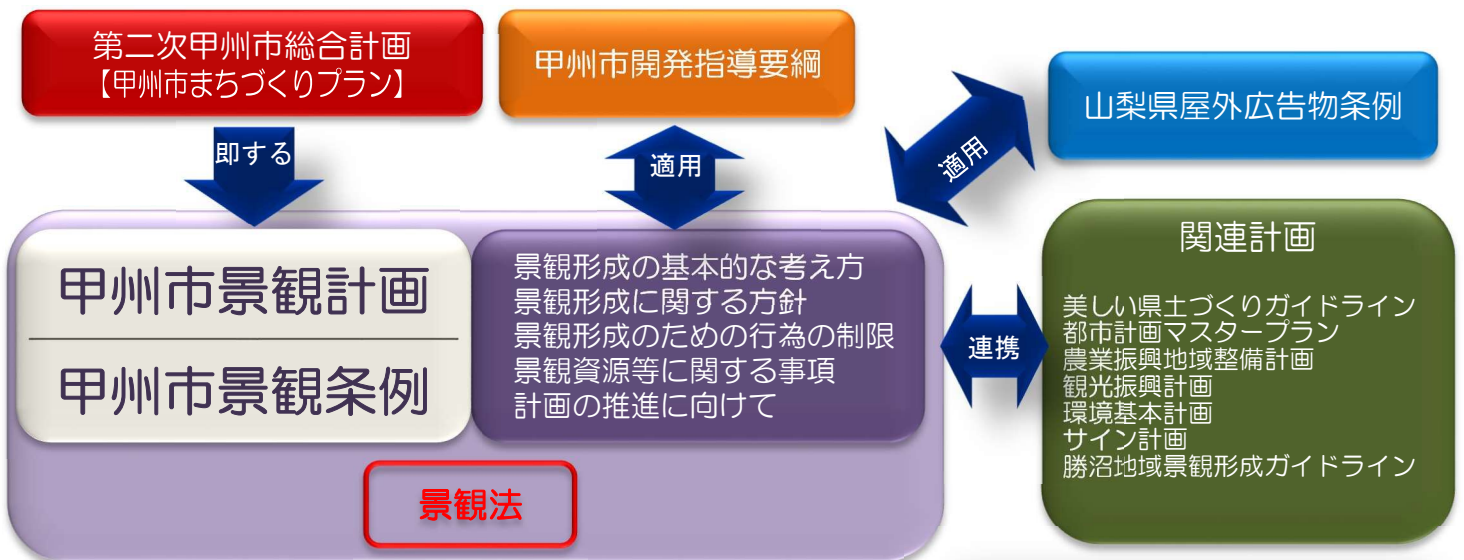 第二次甲州市総合計画
【甲州市まちづくりプラン】
甲州市開発指導要綱
山梨県屋外広告物条例
即する
適用
適用
甲州市景観計画
甲州市景観条例
景観形成の基本的な考え方
景観形成に関する方針
景観形成のための行為の制限
景観資源等に関する事項
計画の推進に向けて
連携
関連計画
美しい県土づくりガイドライン
都市計画マスタープラン
農業振興地域整備計画
観光振興計画
環境基本計画
サイン計画
勝沼地域景観形成ガイドライン
景観法